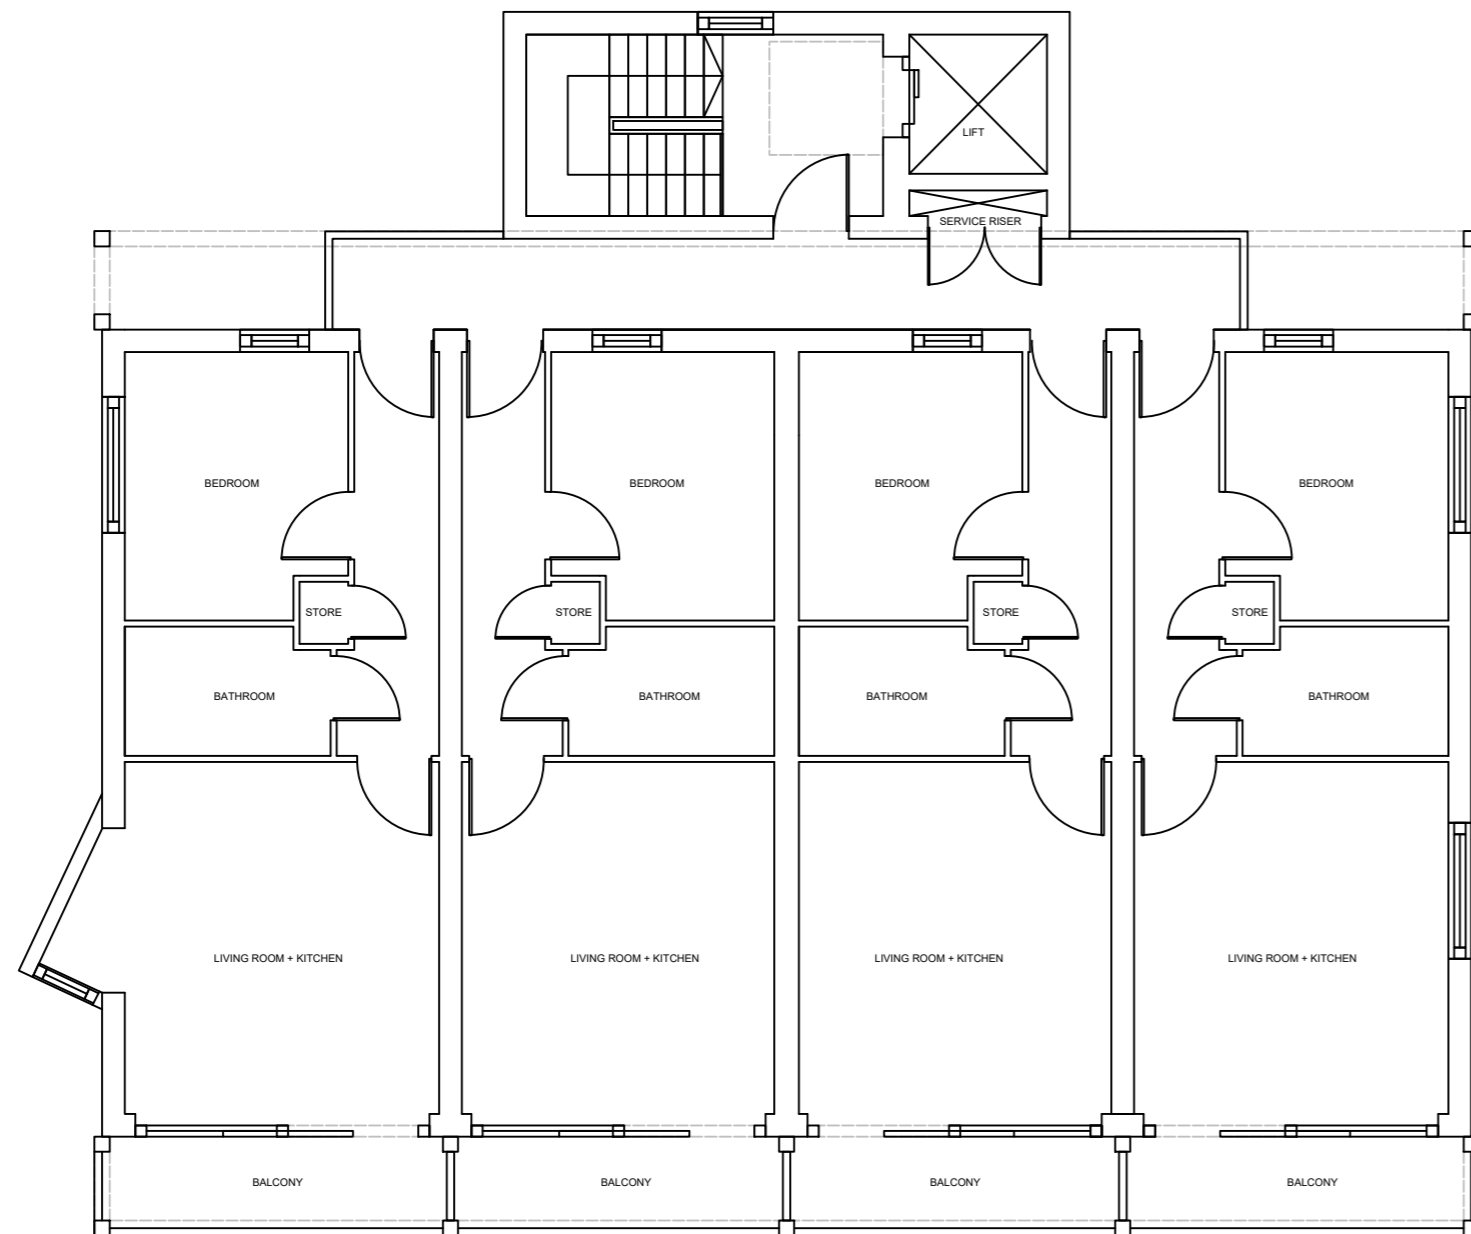 LIFT
SERVICE RISER
BEDROOM
BEDROOM
BEDROOM
BEDROOM
STORE
STORE
STORE
STORE
BATHROOM
BATHROOM
BATHROOM
BATHROOM
LIVING ROOM + KITCHEN
LIVING ROOM + KITCHEN
LIVING ROOM + KITCHEN
LIVING ROOM + KITCHEN
BALCONY
BALCONY
BALCONY
BALCONY